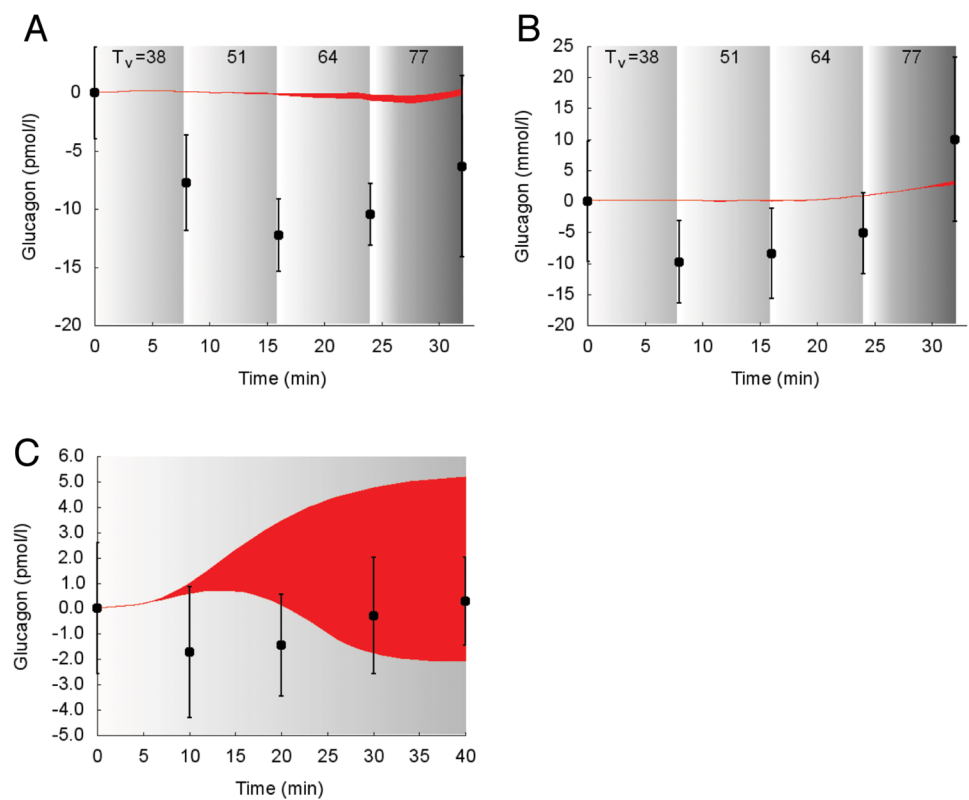 A
T v =38 51 64 77
0
-5
-10
-15
-20
Glucagon (pmol/l)
0 5 10 15 20 25 30
Time (min)
B
T v =38 51 64 77
25
20
15
10
5
0
-5
-10
-15
-20
Glucagon (mmol/l)
0 5 10 15 20 25 30
Time (min)
C
6.0
5.0
4.0
3.0
2.0
1.0
0.0
-1.0
-2.0
-3.0
-4.0
-5.0
Glucagon (pmol/l)
0 5 10 15 20 25 30 35 40
Time (min)